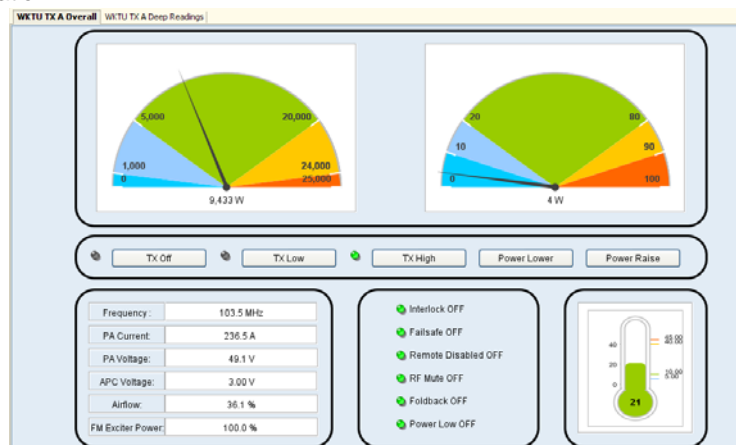 WKTU TX A Overall WKTU TX A Deep Readings
5,000 20,000
1,000 24,000
0 25,000
9,433 W
20 80
10 90
0 100
4 W
TX Off TX Low TX High Power Lower Power Raise
Frequency: 103.5 MHz
PA Current: 236.5 A
PA Voltage: 49.1 V
APC Voltage: 3.00 V
Airflow: 36.1 %
FM Exciter Power: 100.0 %
Interlock OFF
Failsafe OFF
Remote Disabled OFF
RF Mute OFF
Foldback OFF
Power Low OFF
40
40.00
20
5.00
0
21